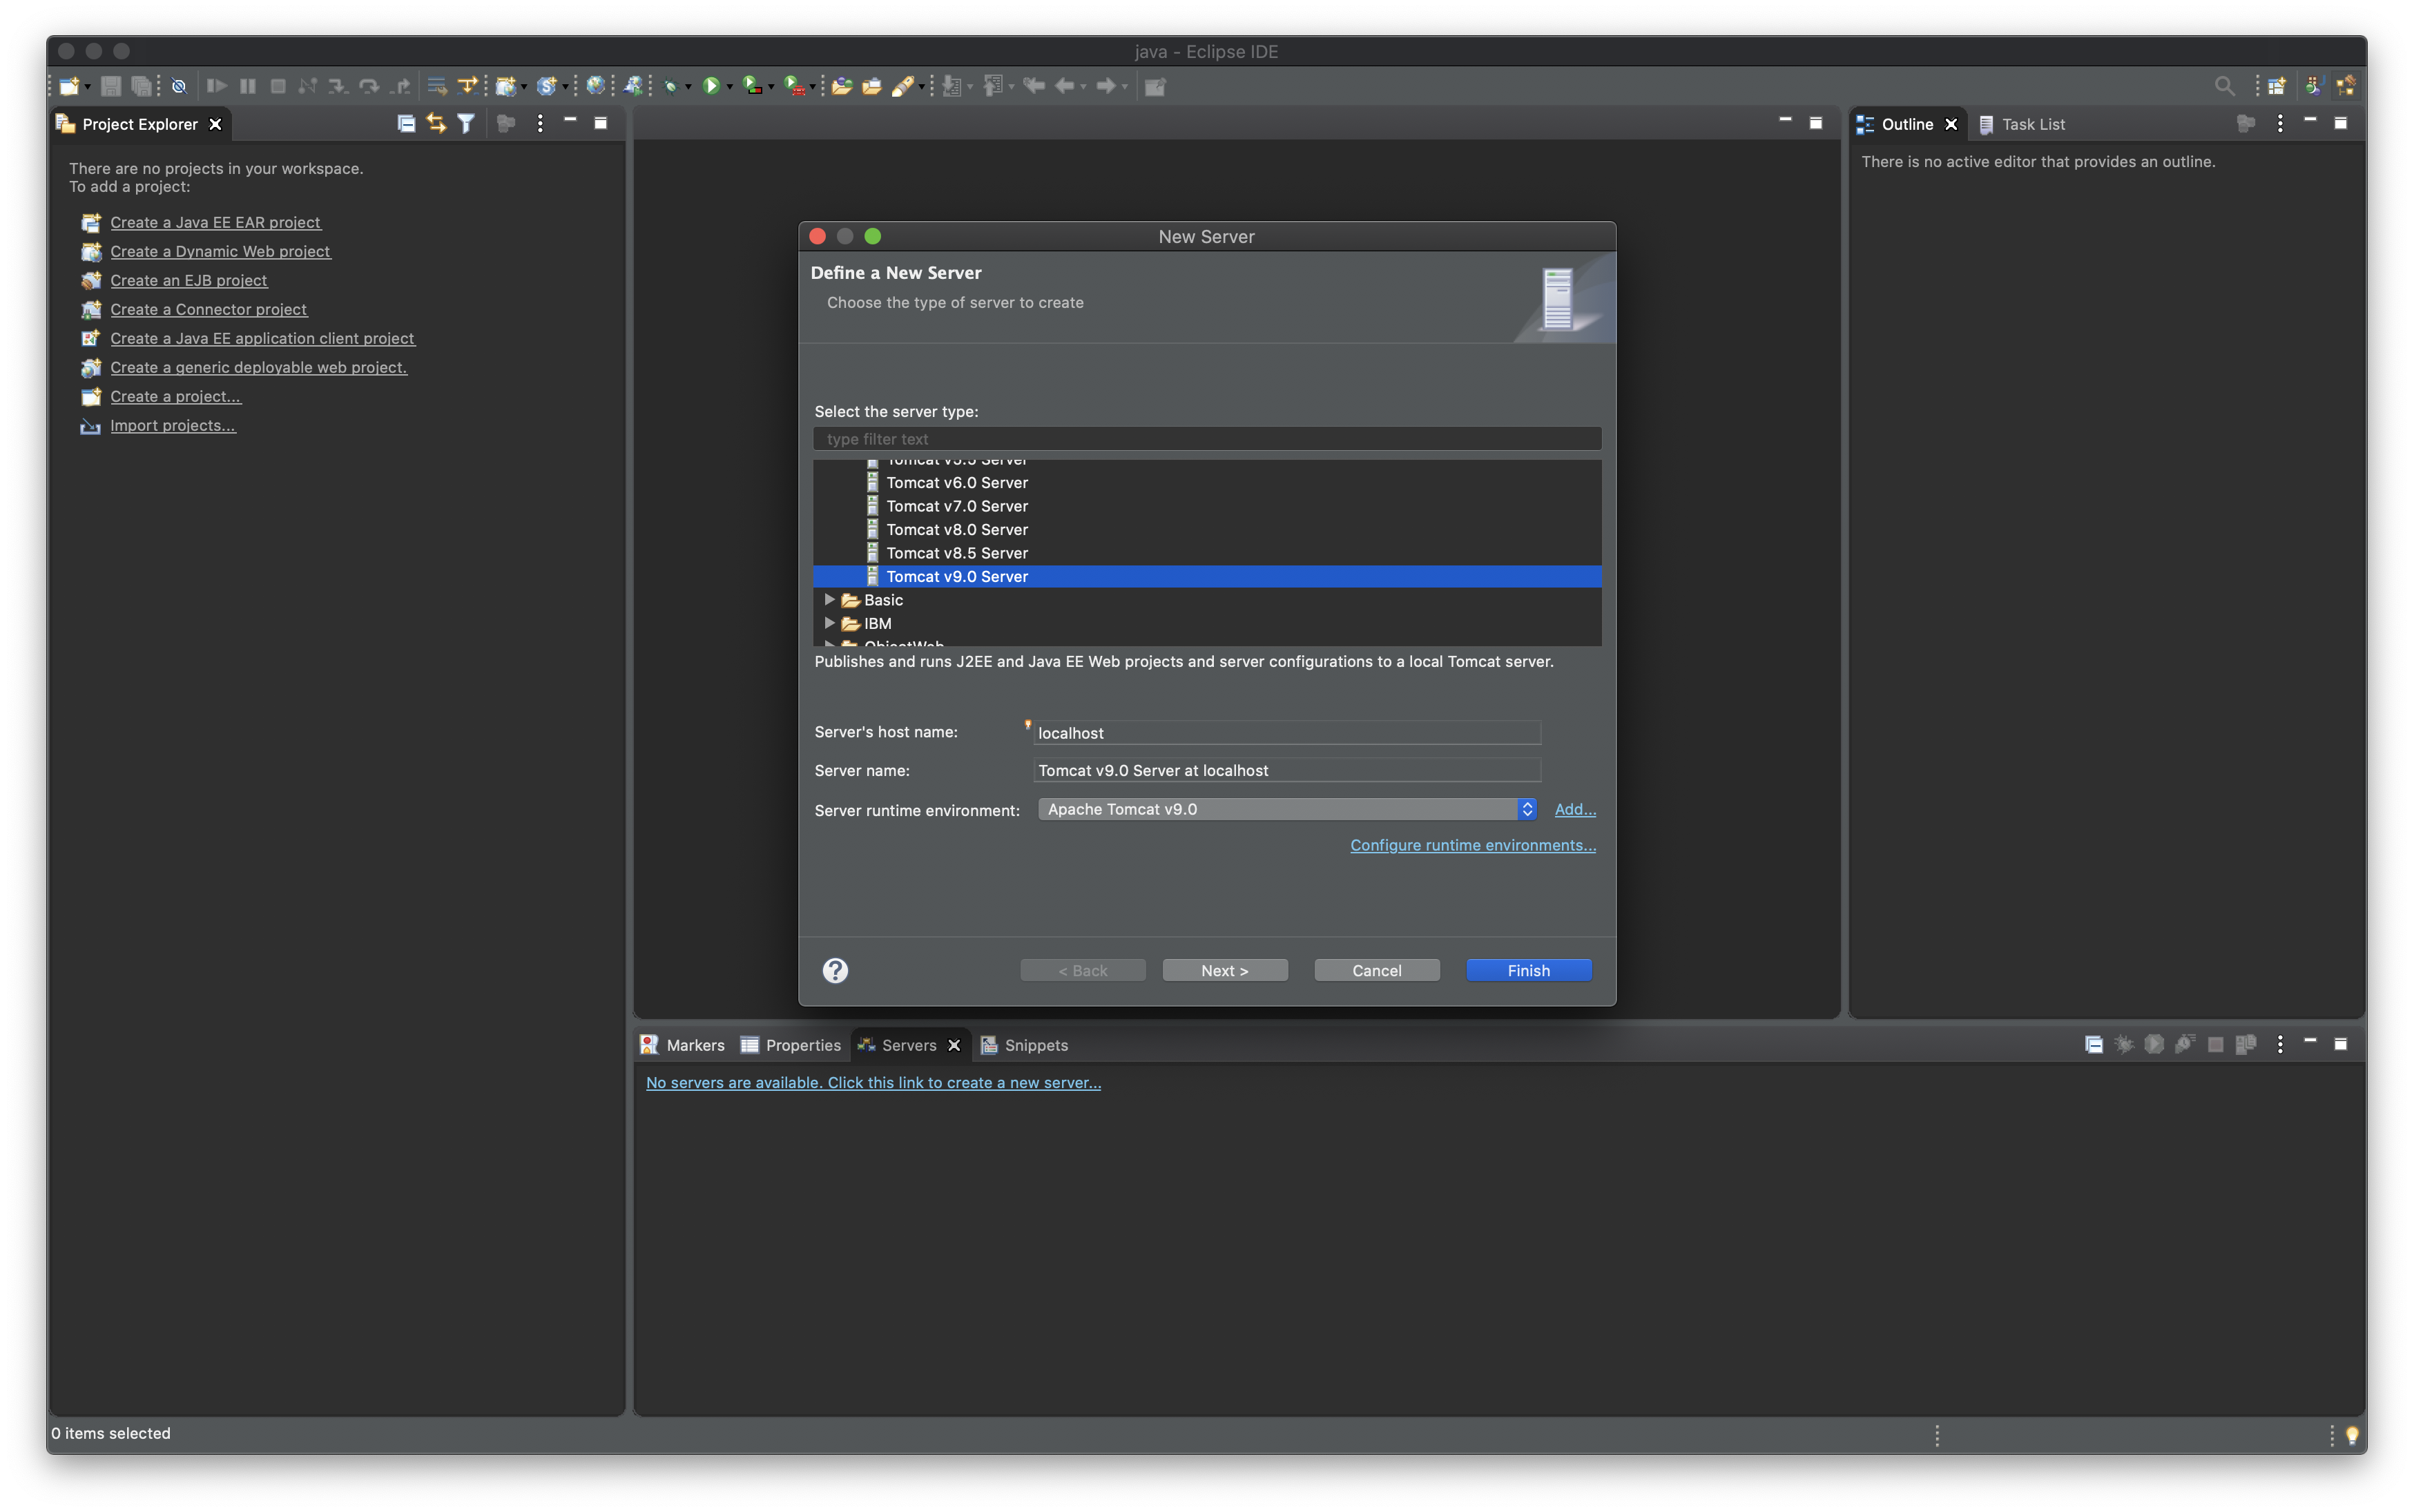 java - Eclipse IDE
Project Explorer
There are no projects in your workspace.
To add a project:
Create a Java EE EAR project
Create a Dynamic Web project
Create an EJB project
Create a Connector project
Create a Java EE application client project
Create a generic deployable web project.
Create a project...
Import projects...
Outline
Task List
There is no active editor that provides an outline.
New Server
Define a New Server
Choose the type of server to create
Select the server type:
type filter text
Tomcat v5.5 Server
Tomcat v6.0 Server
Tomcat v7.0 Server
Tomcat v8.0 Server
Tomcat v8.5 Server
Tomcat v9.0 Server
Basic
IBM
ObjectWeb
Publishes and runs J2EE and Java EE Web projects and server configurations to a local Tomcat server.
Server's host name: localhost
Server name: Tomcat v9.0 Server at localhost
Server runtime environment: Apache Tomcat v9.0 Add...
Configure runtime environments...
? < Back Next > Cancel Finish
Markers Properties Servers Snippets
No servers are available. Click this link to create a new server...
0 items selected